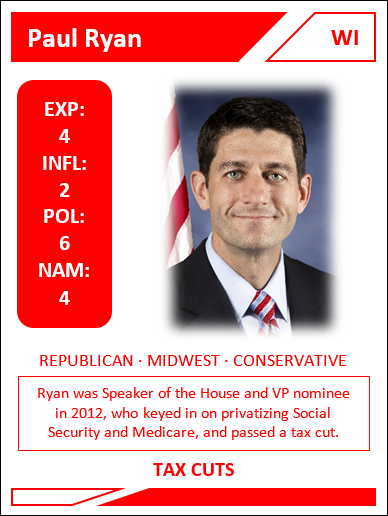 Paul Ryan
WI
EXP:
4
INFL:
2
POL:
6
NAM:
4
REPUBLICAN · MIDWEST · CONSERVATIVE
Ryan was Speaker of the House and VP nominee
in 2012, who keyed in on privatizing Social
Security and Medicare, and passed a tax cut.
TAX CUTS